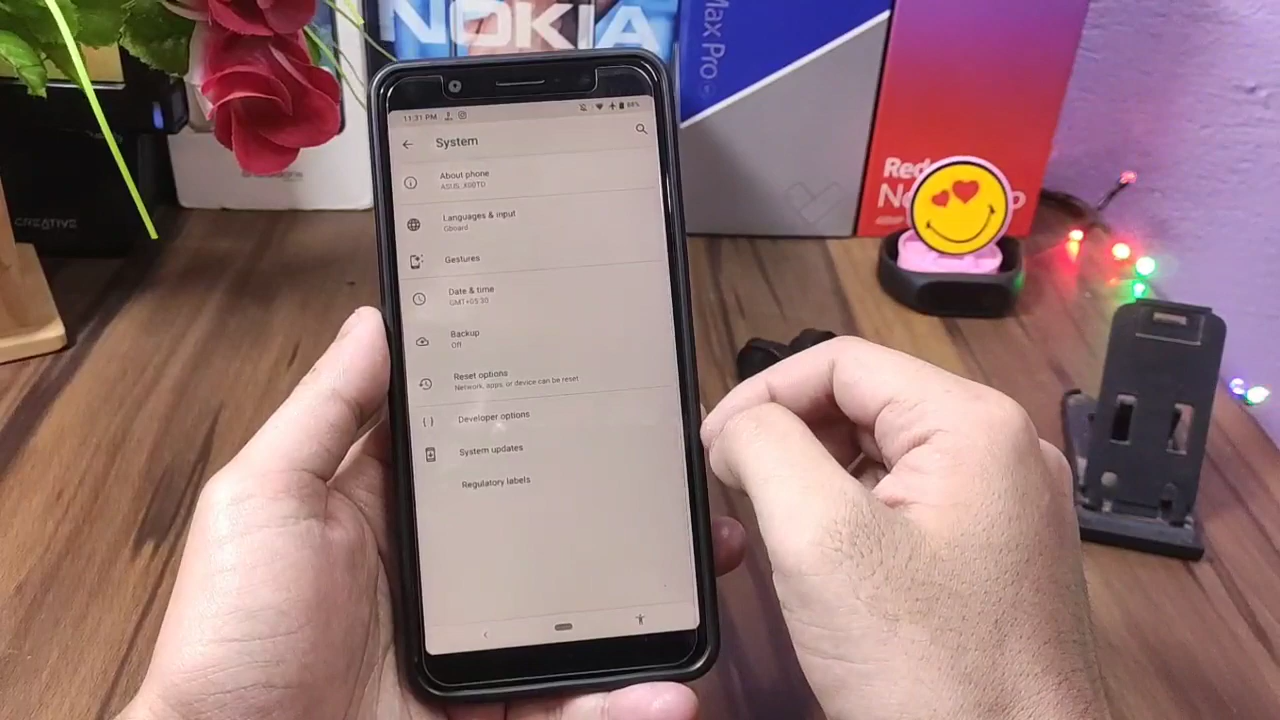 NOKIA
Max Pro
CREATIVE
11:31 PM
88%
System
About phone
ASUS_X00TD
Languages & input
Gboard
Gestures
Date & time
GMT+05:30
Backup
Off
Reset options
Network, apps, or device can be reset
{ } Developer options
System updates
Regulatory labels